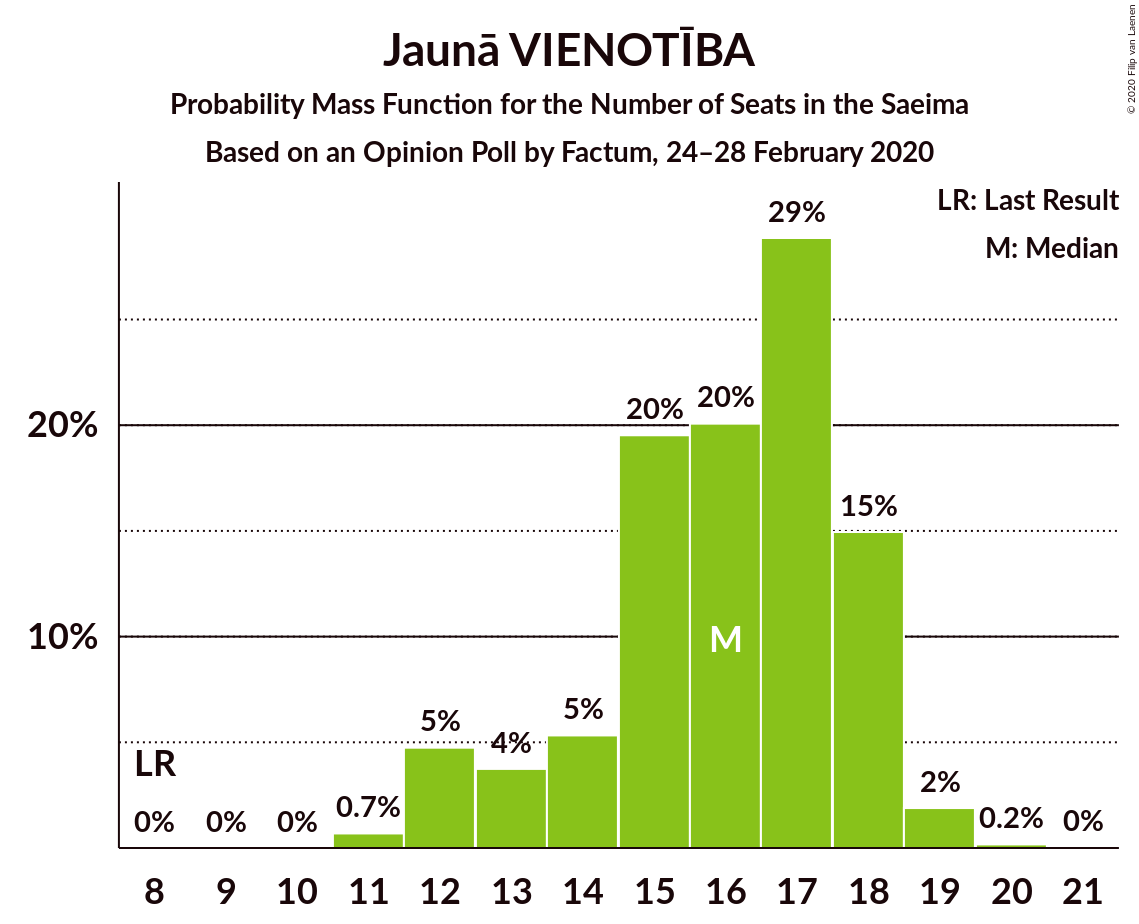 Jaunā VIENOTĪBA
Probability Mass Function for the Number of Seats in the Saeima
Based on an Opinion Poll by Factum, 24–28 February 2020
© 2020 Filip van Laenen
LR: Last Result
M: Median
29%
20%
20%
20%
15%
M
10%
5%
5%
4%
LR
2%
0.7%
0%
0%
0%
0.2%
0%
8 9 10 11 12 13 14 15 16 17 18 19 20 21